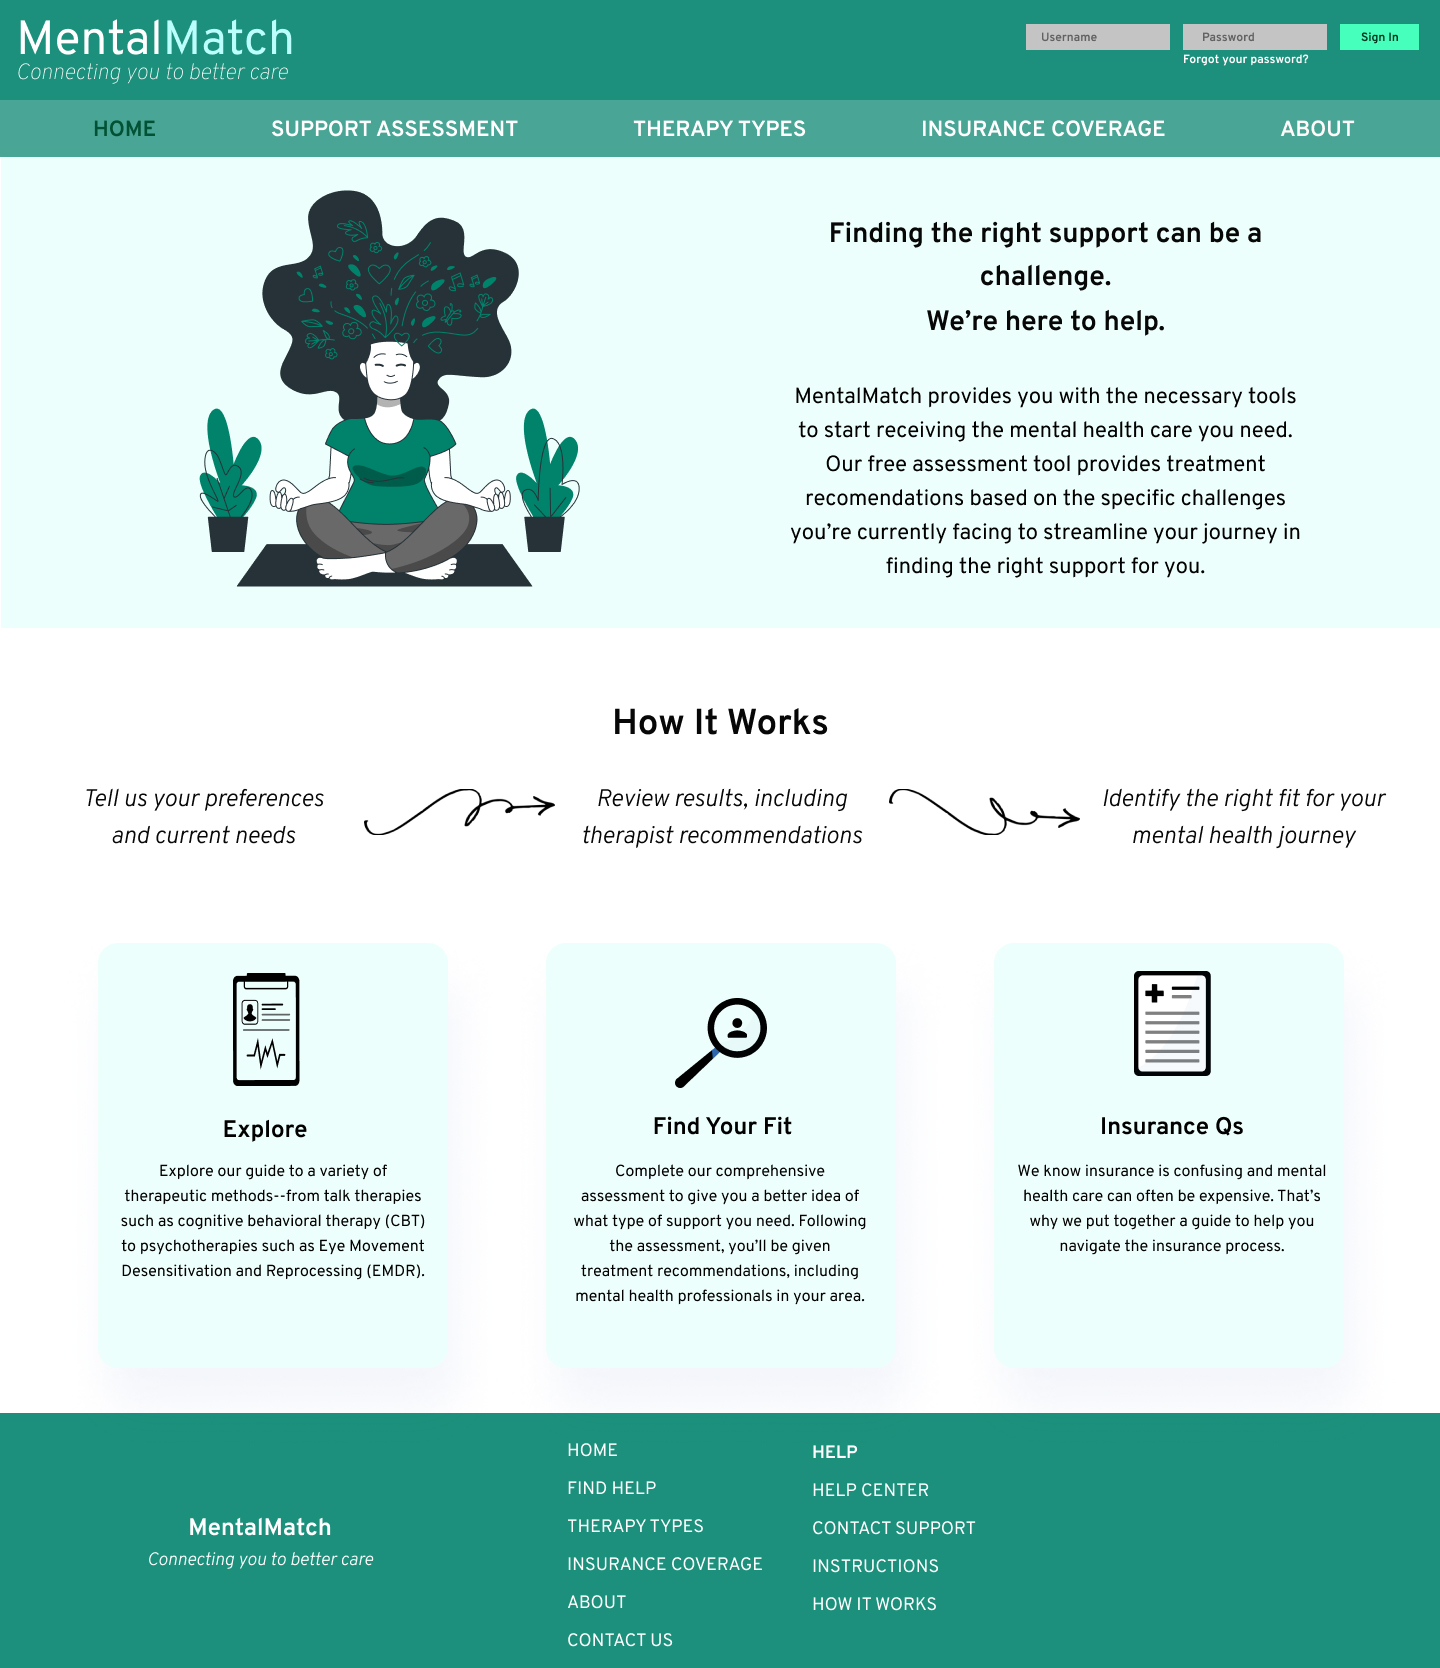 MentalMatch
Connecting you to better care
Username
Password
Sign In
Forgot your password?
HOME
SUPPORT ASSESSMENT
THERAPY TYPES
INSURANCE COVERAGE
ABOUT
Finding the right support can be a
challenge.
We’re here to help.
MentalMatch provides you with the necessary tools
to start receiving the mental health care you need.
Our free assessment tool provides treatment
recomendations based on the specific challenges
you’re currently facing to streamline your journey in
finding the right support for you.
How It Works
Tell us your preferences
and current needs
Review results, including
therapist recommendations
Identify the right fit for your
mental health journey
Explore
Explore our guide to a variety of
therapeutic methods--from talk therapies
such as cognitive behavioral therapy (CBT)
to psychotherapies such as Eye Movement
Desensitivation and Reprocessing (EMDR).
Find Your Fit
Complete our comprehensive
assessment to give you a better idea of
what type of support you need. Following
the assessment, you’ll be given
treatment recommendations, including
mental health professionals in your area.
Insurance Qs
We know insurance is confusing and mental
health care can often be expensive. That’s
why we put together a guide to help you
navigate the insurance process.
MentalMatch
Connecting you to better care
HOME
FIND HELP
THERAPY TYPES
INSURANCE COVERAGE
ABOUT
CONTACT US
HELP
HELP CENTER
CONTACT SUPPORT
INSTRUCTIONS
HOW IT WORKS